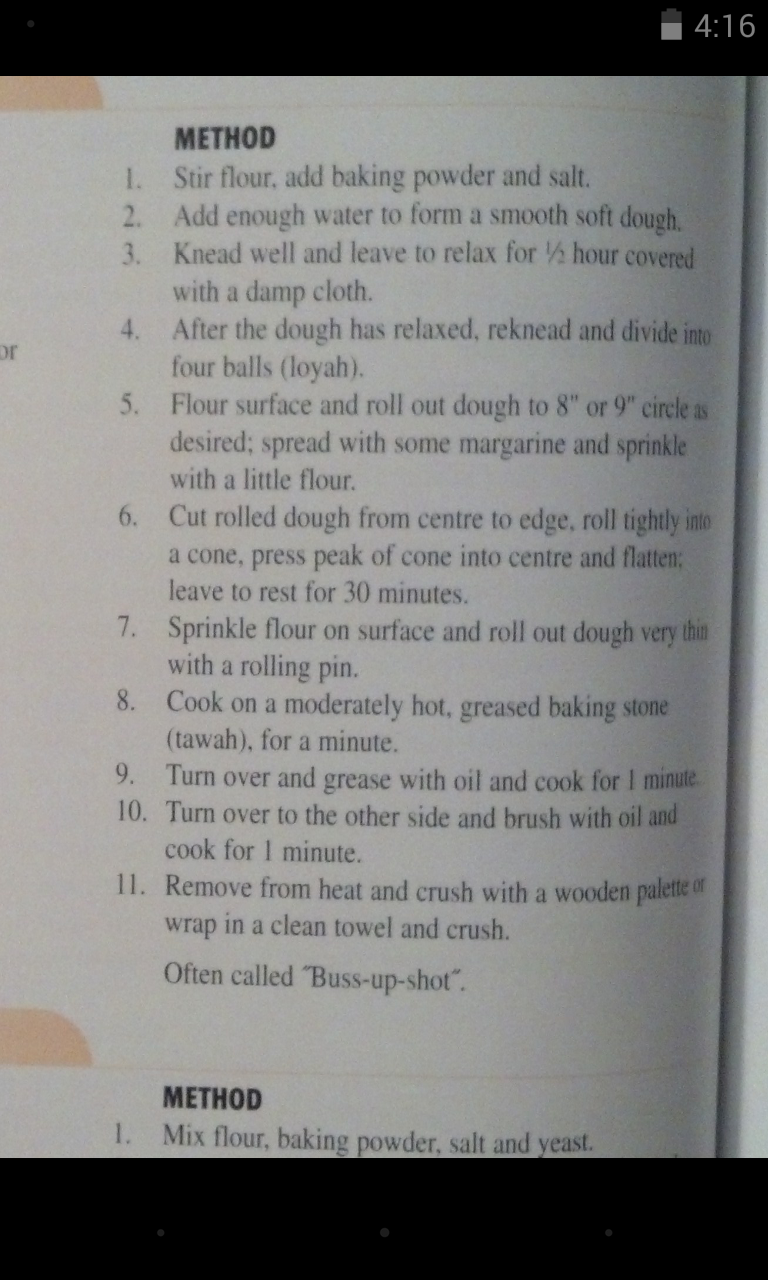 4:16
METHOD
1. Stir flour, add baking powder and salt.
2. Add enough water to form a smooth soft dough.
3. Knead well and leave to relax for ½ hour covered
with a damp cloth.
or
4. After the dough has relaxed, reknead and divide into
four balls (loyah).
5. Flour surface and roll out dough to 8" or 9" circle as
desired; spread with some margarine and sprinkle
with a little flour.
6. Cut rolled dough from centre to edge, roll tightly into
a cone, press peak of cone into centre and flatten;
leave to rest for 30 minutes.
7. Sprinkle flour on surface and roll out dough very thin
with a rolling pin.
8. Cook on a moderately hot, greased baking stone
(tawah), for a minute.
9. Turn over and grease with oil and cook for 1 minute.
10. Turn over to the other side and brush with oil and
cook for 1 minute.
11. Remove from heat and crush with a wooden palette or
wrap in a clean towel and crush.
Often called "Buss-up-shot".
METHOD
1. Mix flour, baking powder, salt and yeast.